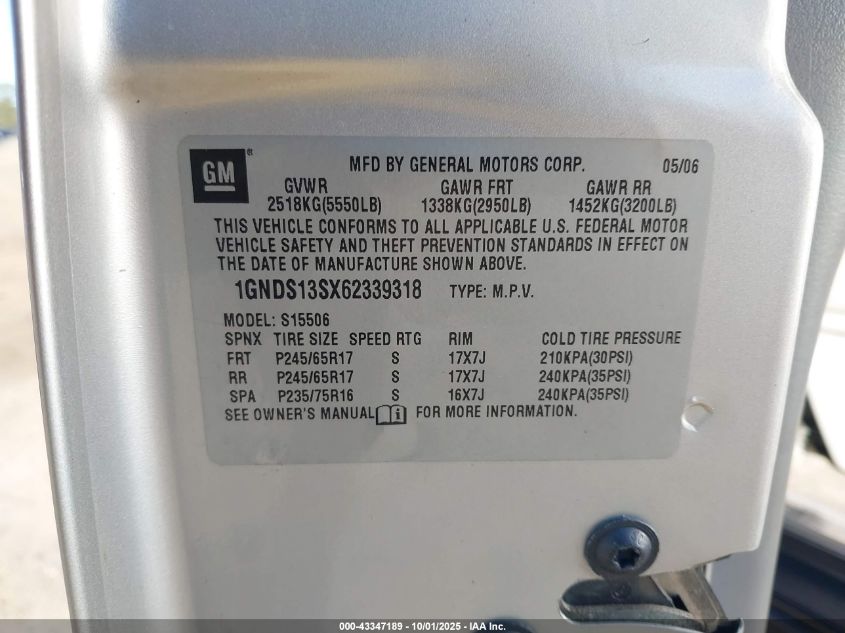 GM ® MFD BY GENERAL MOTORS CORP. 05/06
GVWR GAWR FRT GAWR RR
2518KG(5550LB) 1338KG(2950LB) 1452KG(3200LB)
THIS VEHICLE CONFORMS TO ALL APPLICABLE U.S. FEDERAL MOTOR
VEHICLE SAFETY AND THEFT PREVENTION STANDARDS IN EFFECT ON
THE DATE OF MANUFACTURE SHOWN ABOVE.
1GNDS13SX62339318 TYPE: M.P.V.
MODEL: S15506
SPNX TIRE SIZE SPEED RTG RIM COLD TIRE PRESSURE
FRT P245/65R17 S 17X7J 210KPA(30PSI)
RR P245/65R17 S 17X7J 240KPA(35PSI)
SPA P235/75R16 S 16X7J 240KPA(35PSI)
SEE OWNER'S MANUAL i FOR MORE INFORMATION.
000-43347189 - 10/01/2025 - IAA Inc.